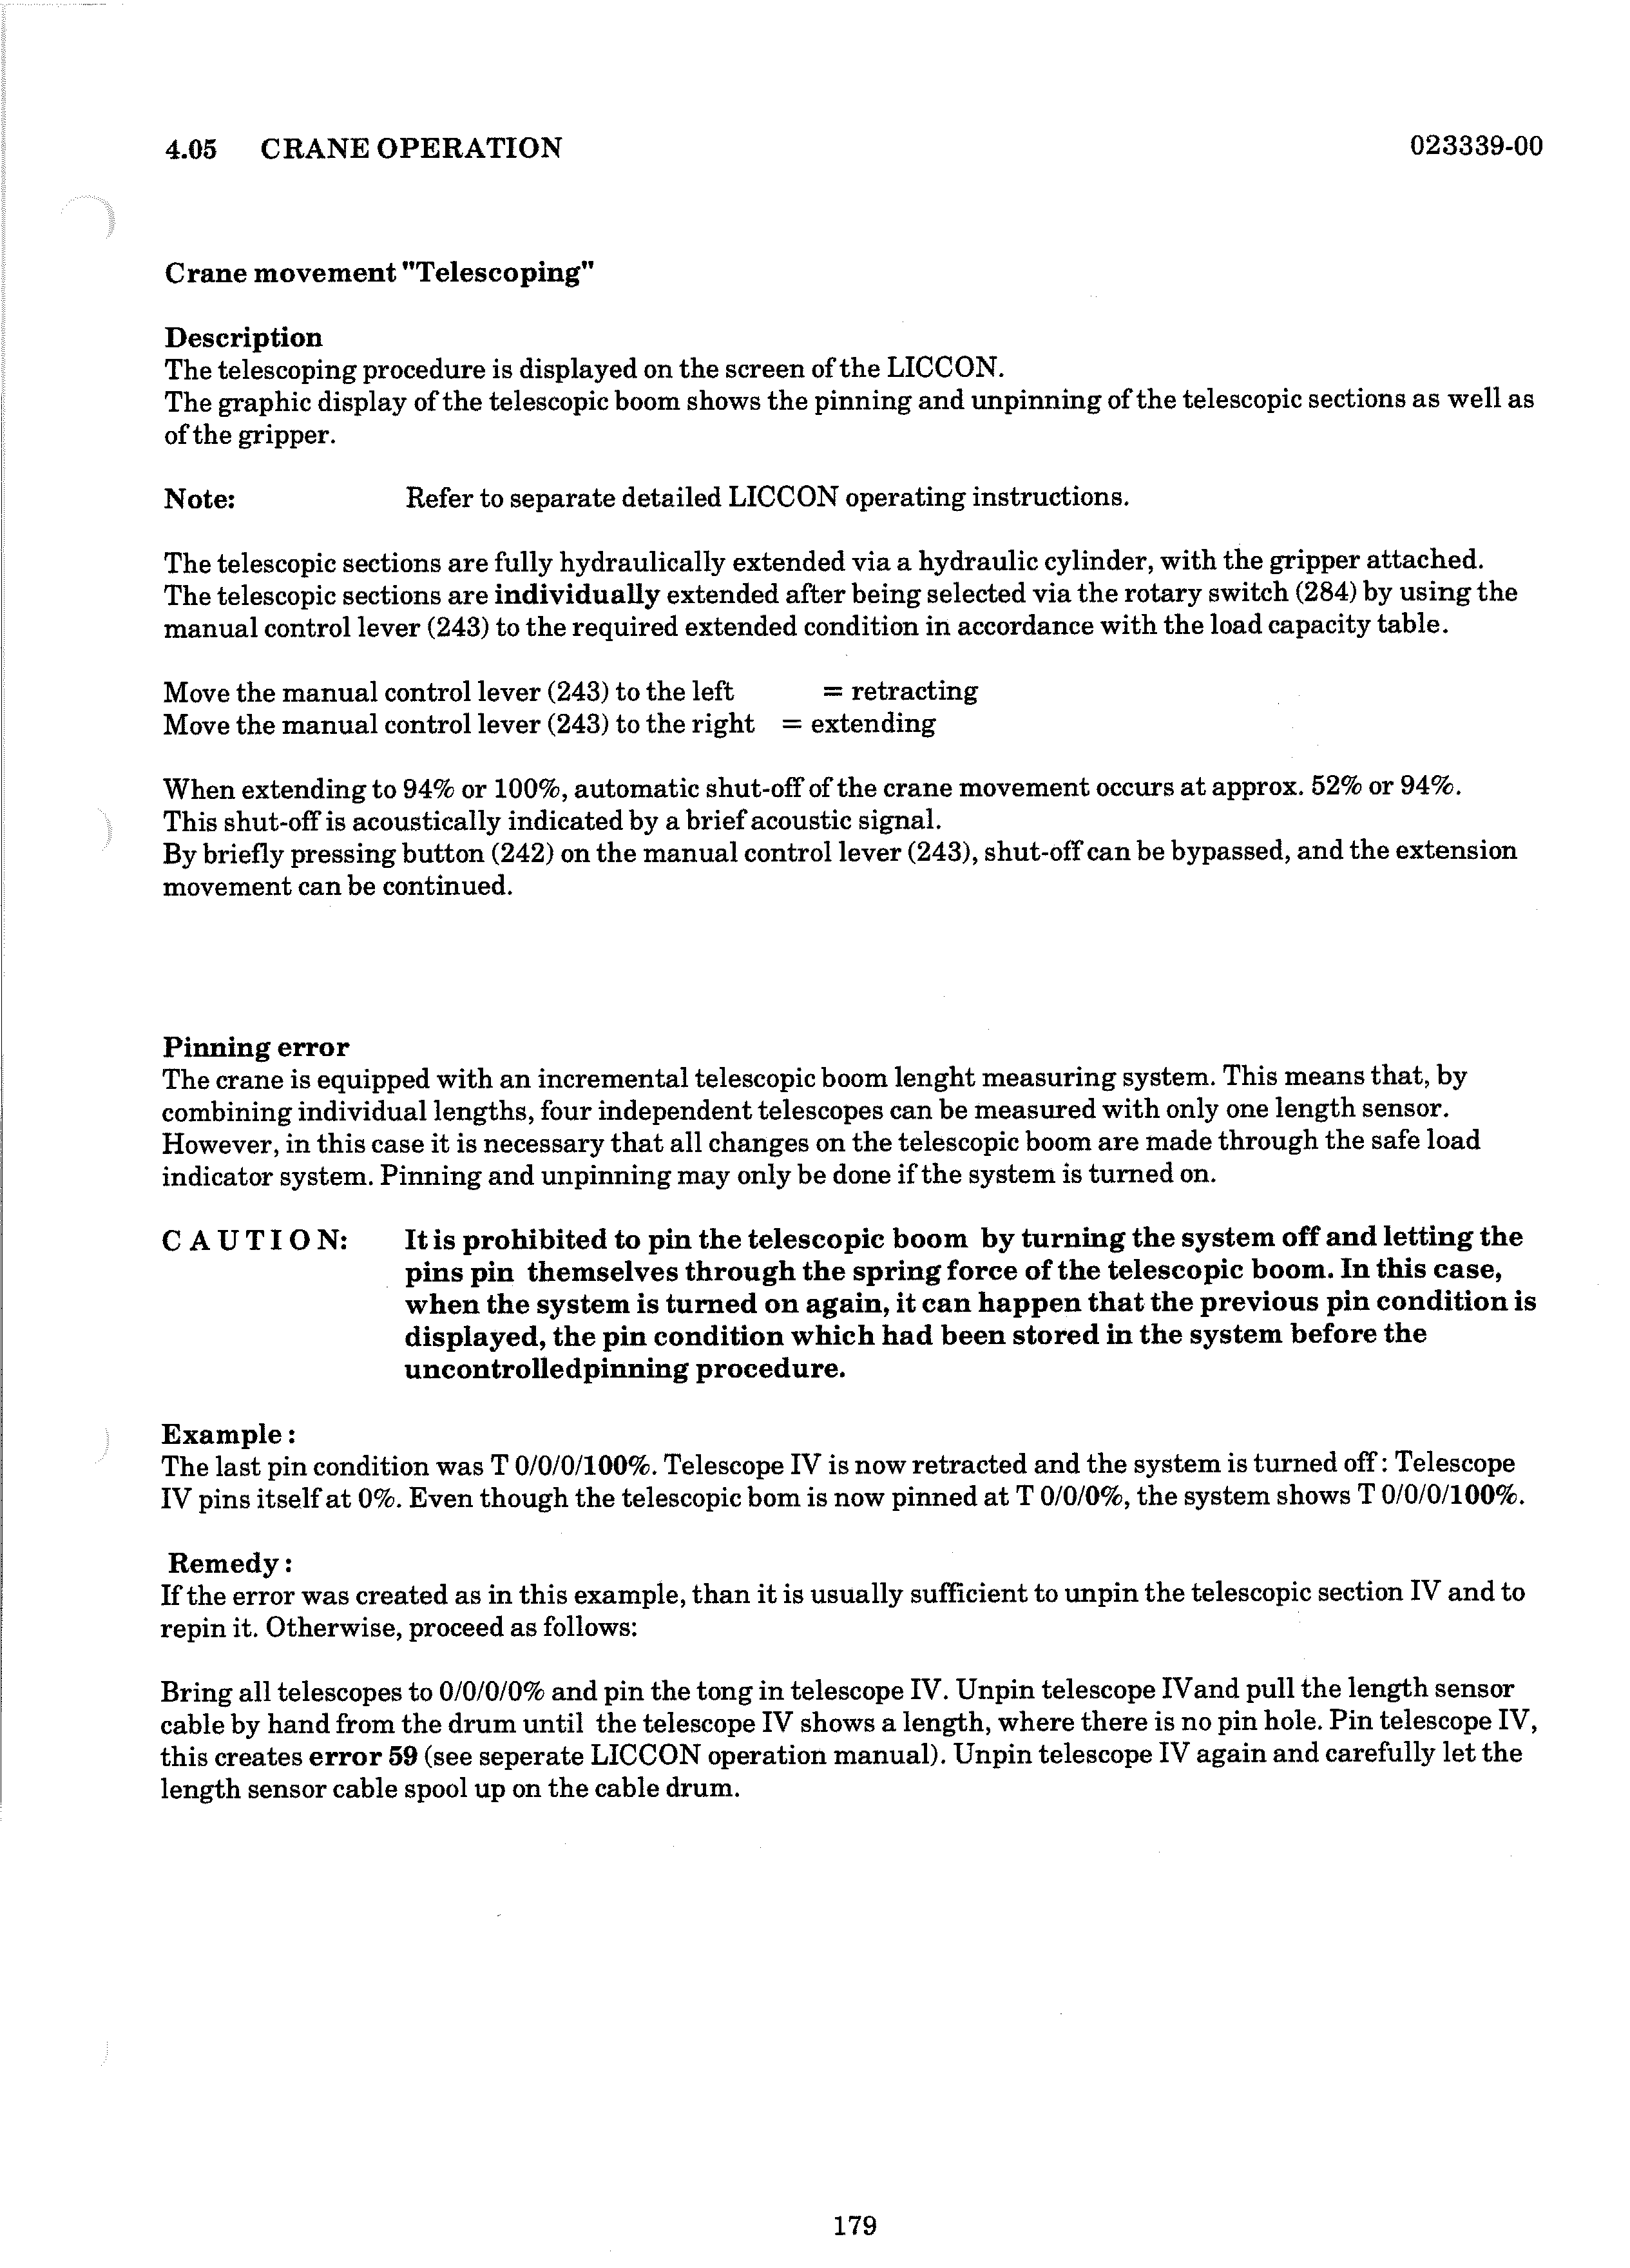 4.05 CRANE OPERATION 023339-00
Crane movement "Telescoping"
Description
The telescoping procedure is displayed on the screen of the LICCON.
The graphic display of the telescopic boom shows the pinning and unpinning of the telescopic sections as well as
of the gripper.
Note: Refer to separate detailed LICCON operating instructions.
The telescopic sections are fully hydraulically extended via a hydraulic cylinder, with the gripper attached.
The telescopic sections are individually extended after being selected via the rotary switch (284) by using the
manual control lever (243) to the required extended condition in accordance with the load capacity table.
Move the manual control lever (243) to the left = retracting
Move the manual control lever (243) to the right = extending
When extending to 94% or 100%, automatic shut-off of the crane movement occurs at approx. 52% or 94%.
This shut-off is acoustically indicated by a brief acoustic signal.
By briefly pressing button (242) on the manual control lever (243), shut-off can be bypassed, and the extension
movement can be continued.
Pinning error
The crane is equipped with an incremental telescopic boom lenght measuring system. This means that, by
combining individual lengths, four independent telescopes can be measured with only one length sensor.
However, in this case it is necessary that all changes on the telescopic boom are made through the safe load
indicator system. Pinning and unpinning may only be done if the system is turned on.
C A U T I O N: It is prohibited to pin the telescopic boom by turning the system off and letting the
pins pin themselves through the spring force of the telescopic boom. In this case,
when the system is turned on again, it can happen that the previous pin condition is
displayed, the pin condition which had been stored in the system before the
uncontrolledpinning procedure.
Example :
The last pin condition was T 0/0/0/100%. Telescope IV is now retracted and the system is turned off : Telescope
IV pins itself at 0%. Even though the telescopic bom is now pinned at T 0/0/0%, the system shows T 0/0/0/100%.
Remedy :
If the error was created as in this example, than it is usually sufficient to unpin the telescopic section IV and to
repin it. Otherwise, proceed as follows:
Bring all telescopes to 0/0/0/0% and pin the tong in telescope IV. Unpin telescope IVand pull the length sensor
cable by hand from the drum until the telescope IV shows a length, where there is no pin hole. Pin telescope IV,
this creates error 59 (see seperate LICCON operation manual). Unpin telescope IV again and carefully let the
length sensor cable spool up on the cable drum.
179